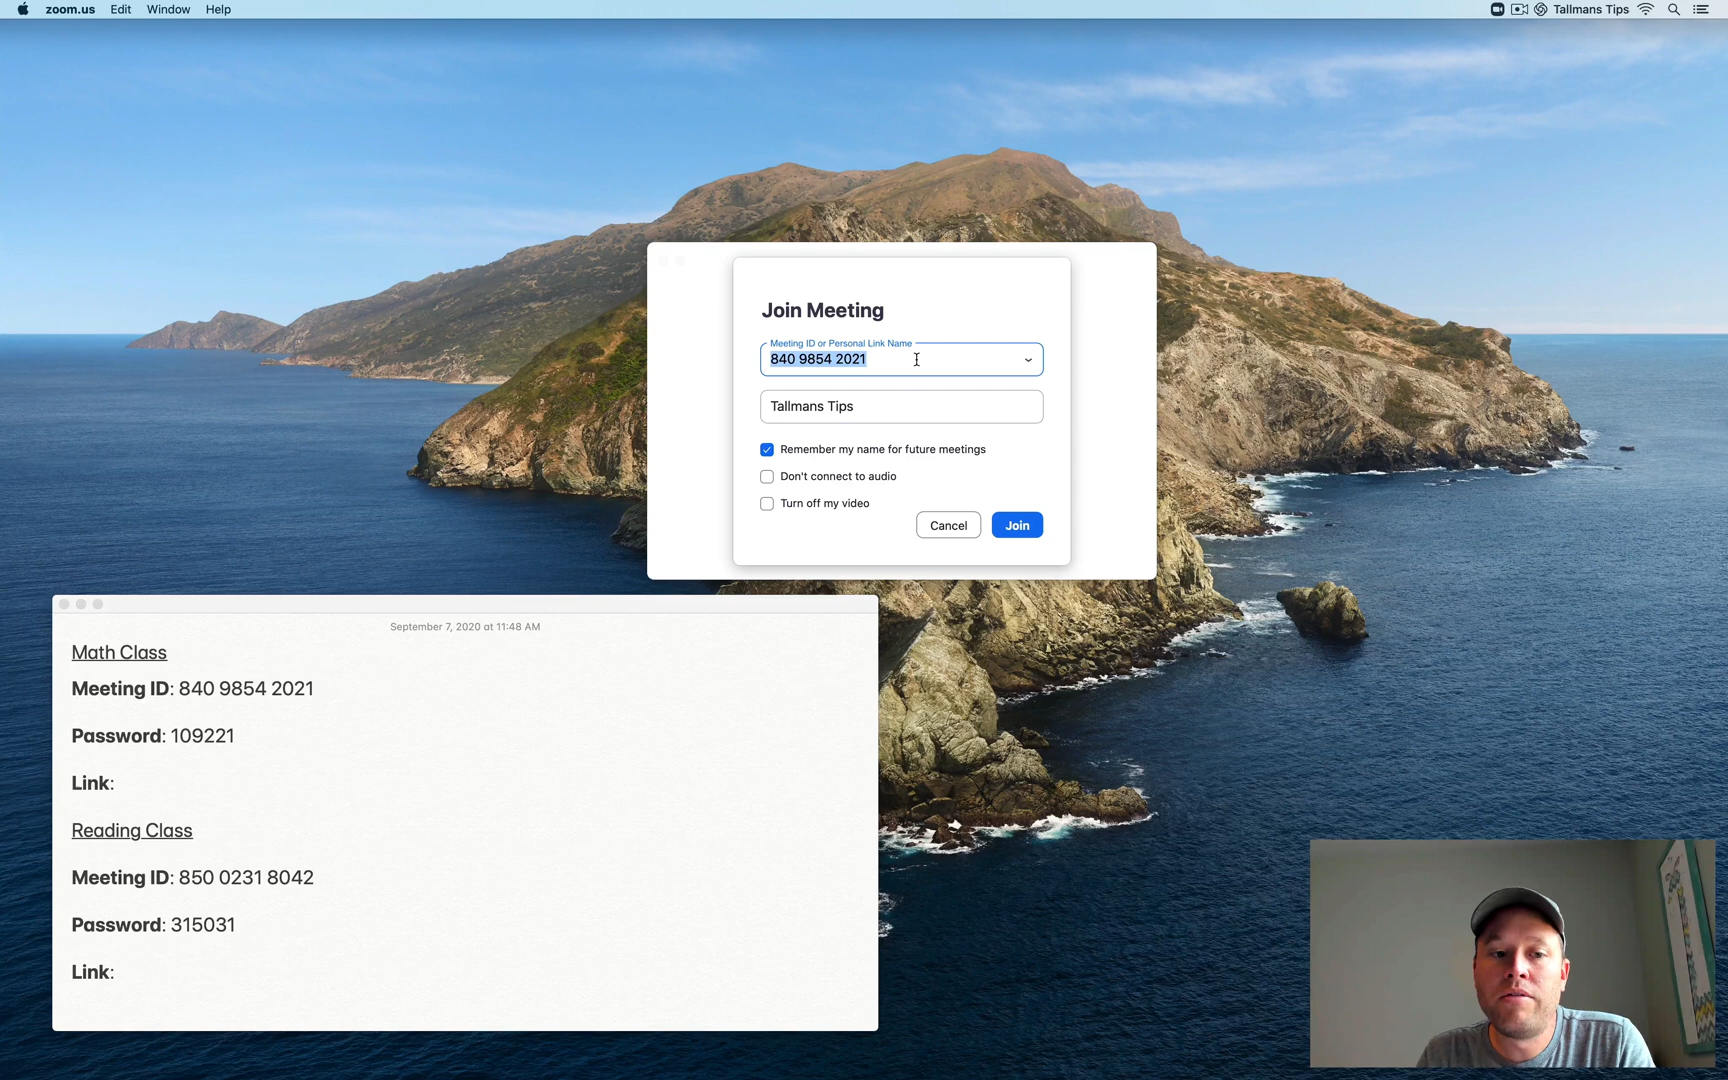 zoom.us Edit Window Help
Tallmans Tips
Join Meeting
Meeting ID or Personal Link Name
840 9854 2021
Tallmans Tips
Remember my name for future meetings
Don't connect to audio
Turn off my video
Cancel Join
September 7, 2020 at 11:48 AM
Math Class
Meeting ID: 840 9854 2021
Password: 109221
Link:
Reading Class
Meeting ID: 850 0231 8042
Password: 315031
Link: